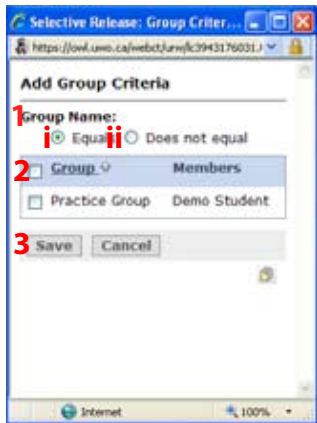 Selective Release: Group Criter...
https://owl.uwo.ca/webct/urw/lc3943176031.
Add Group Criteria
1 Group Name:
i Equals ii Does not equal
2 Group Members
Practice Group Demo Student
3 Save Cancel
Internet 100%